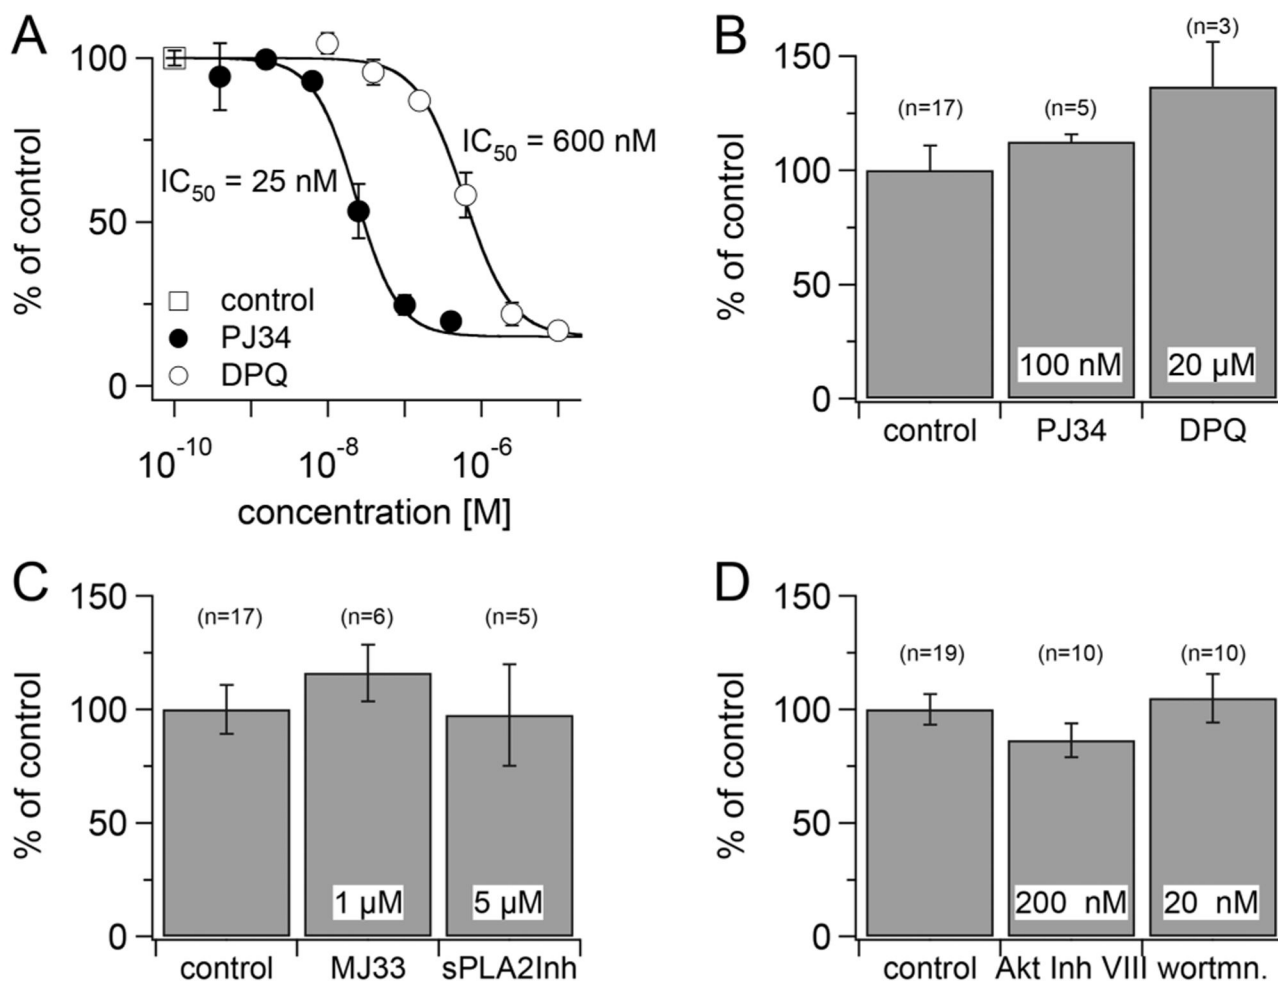 A
100
50
0
% of control
IC50 = 25 nM
IC50 = 600 nM
control
PJ34
DPQ
10-10
10-8
10-6
concentration [M]
B
150
100
50
0
% of control
(n=17)
(n=5)
(n=3)
100 nM
20 µM
control
PJ34
DPQ
C
150
100
50
0
% of control
(n=17)
(n=6)
(n=5)
1 µM
5 µM
control
MJ33
sPLA2Inh
D
150
100
50
0
% of control
(n=19)
(n=10)
(n=10)
200 nM
20 nM
control
Akt Inh VIII
wortmn.